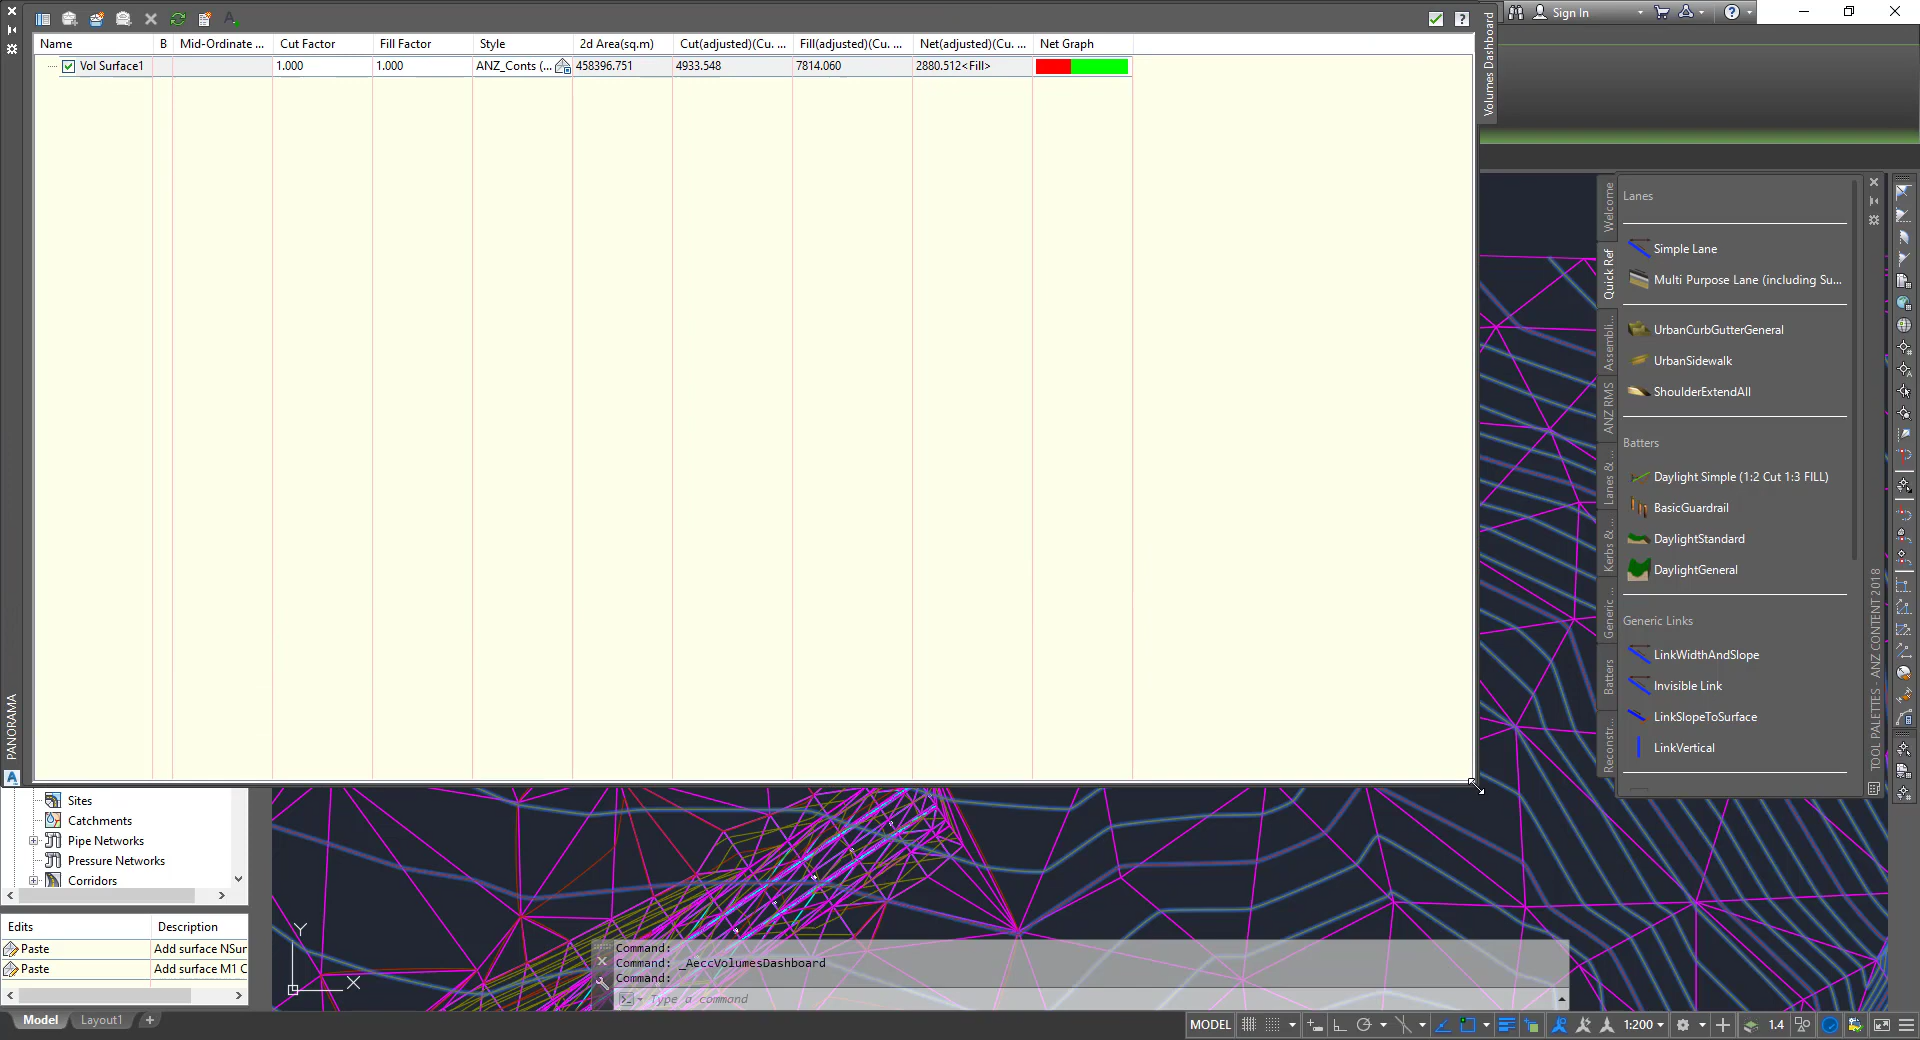 Sign In
Volumes Dashboard
Name B Mid-Ordinate ... Cut Factor Fill Factor Style 2d Area(sq.m) Cut(adjusted)(Cu. ... Fill(adjusted)(Cu. ... Net(adjusted)(Cu. ... Net Graph
Vol Surface1 1.000 1.000 ANZ_Conts (... 458396.751 4933.548 7814.060 2880.512<Fill>
PANORAMA
Welcome
Quick Ref
Assembli...
ANZ RMS
Lanes & ...
Kerbs & ...
Generic ...
Batters
Reconstr...
Lanes
Simple Lane
Multi Purpose Lane (including Su...
UrbanCurbGutterGeneral
UrbanSidewalk
ShoulderExtendAll
Batters
Daylight Simple (1:2 Cut 1:3 FILL)
BasicGuardrail
DaylightStandard
DaylightGeneral
Generic Links
LinkWidthAndSlope
Invisible Link
LinkSlopeToSurface
LinkVertical
TOOL PALETTES - ANZ CONTENT 2018
Sites
Catchments
Pipe Networks
Pressure Networks
Corridors
Edits Description
Paste Add surface NSur
Paste Add surface M1 C
Y
X
Command:
Command: _AeccVolumesDashboard
Command:
Type a command
Model Layout1 +
MODEL 1:200 1.4